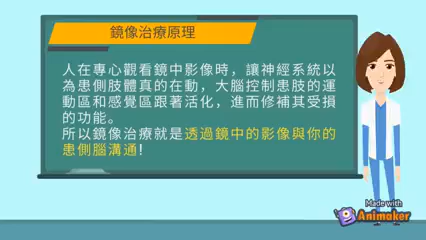 鏡像治療原理
人在專心觀看鏡中影像時，讓神經系統以
為患側肢體真的在動，大腦控制患肢的運
動區和感覺區跟著活化，進而修補其受損
的功能。
所以鏡像治療就是透過鏡中的影像與你的
患側腦溝通!
Made with
Animaker